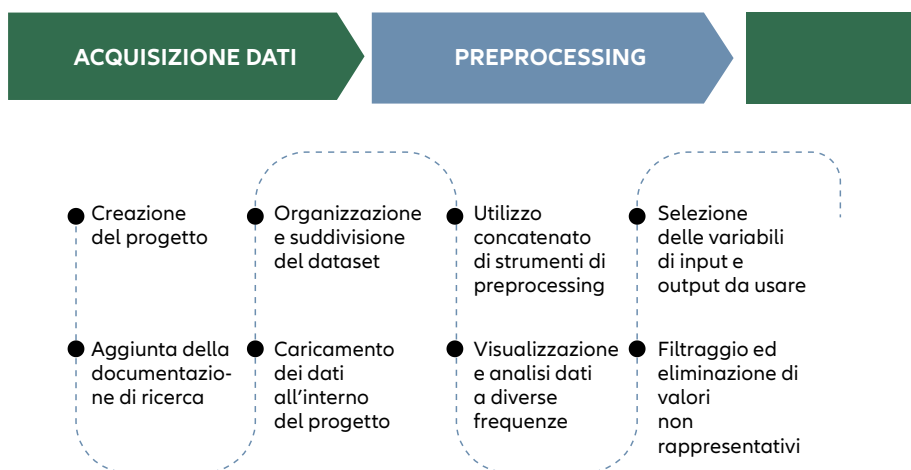 ACQUISIZIONE DATI
PREPROCESSING
Creazione
del progetto
Organizzazione
e suddivisione
del dataset
Utilizzo
concatenato
di strumenti di
preprocessing
Selezione
delle variabili
di input e
output da usare
Aggiunta della
documentazio-
ne di ricerca
Caricamento
dei dati
all’interno
del progetto
Visualizzazione
e analisi dati
a diverse
frequenze
Filtraggio ed
eliminazione di
valori
non
rappresentativi